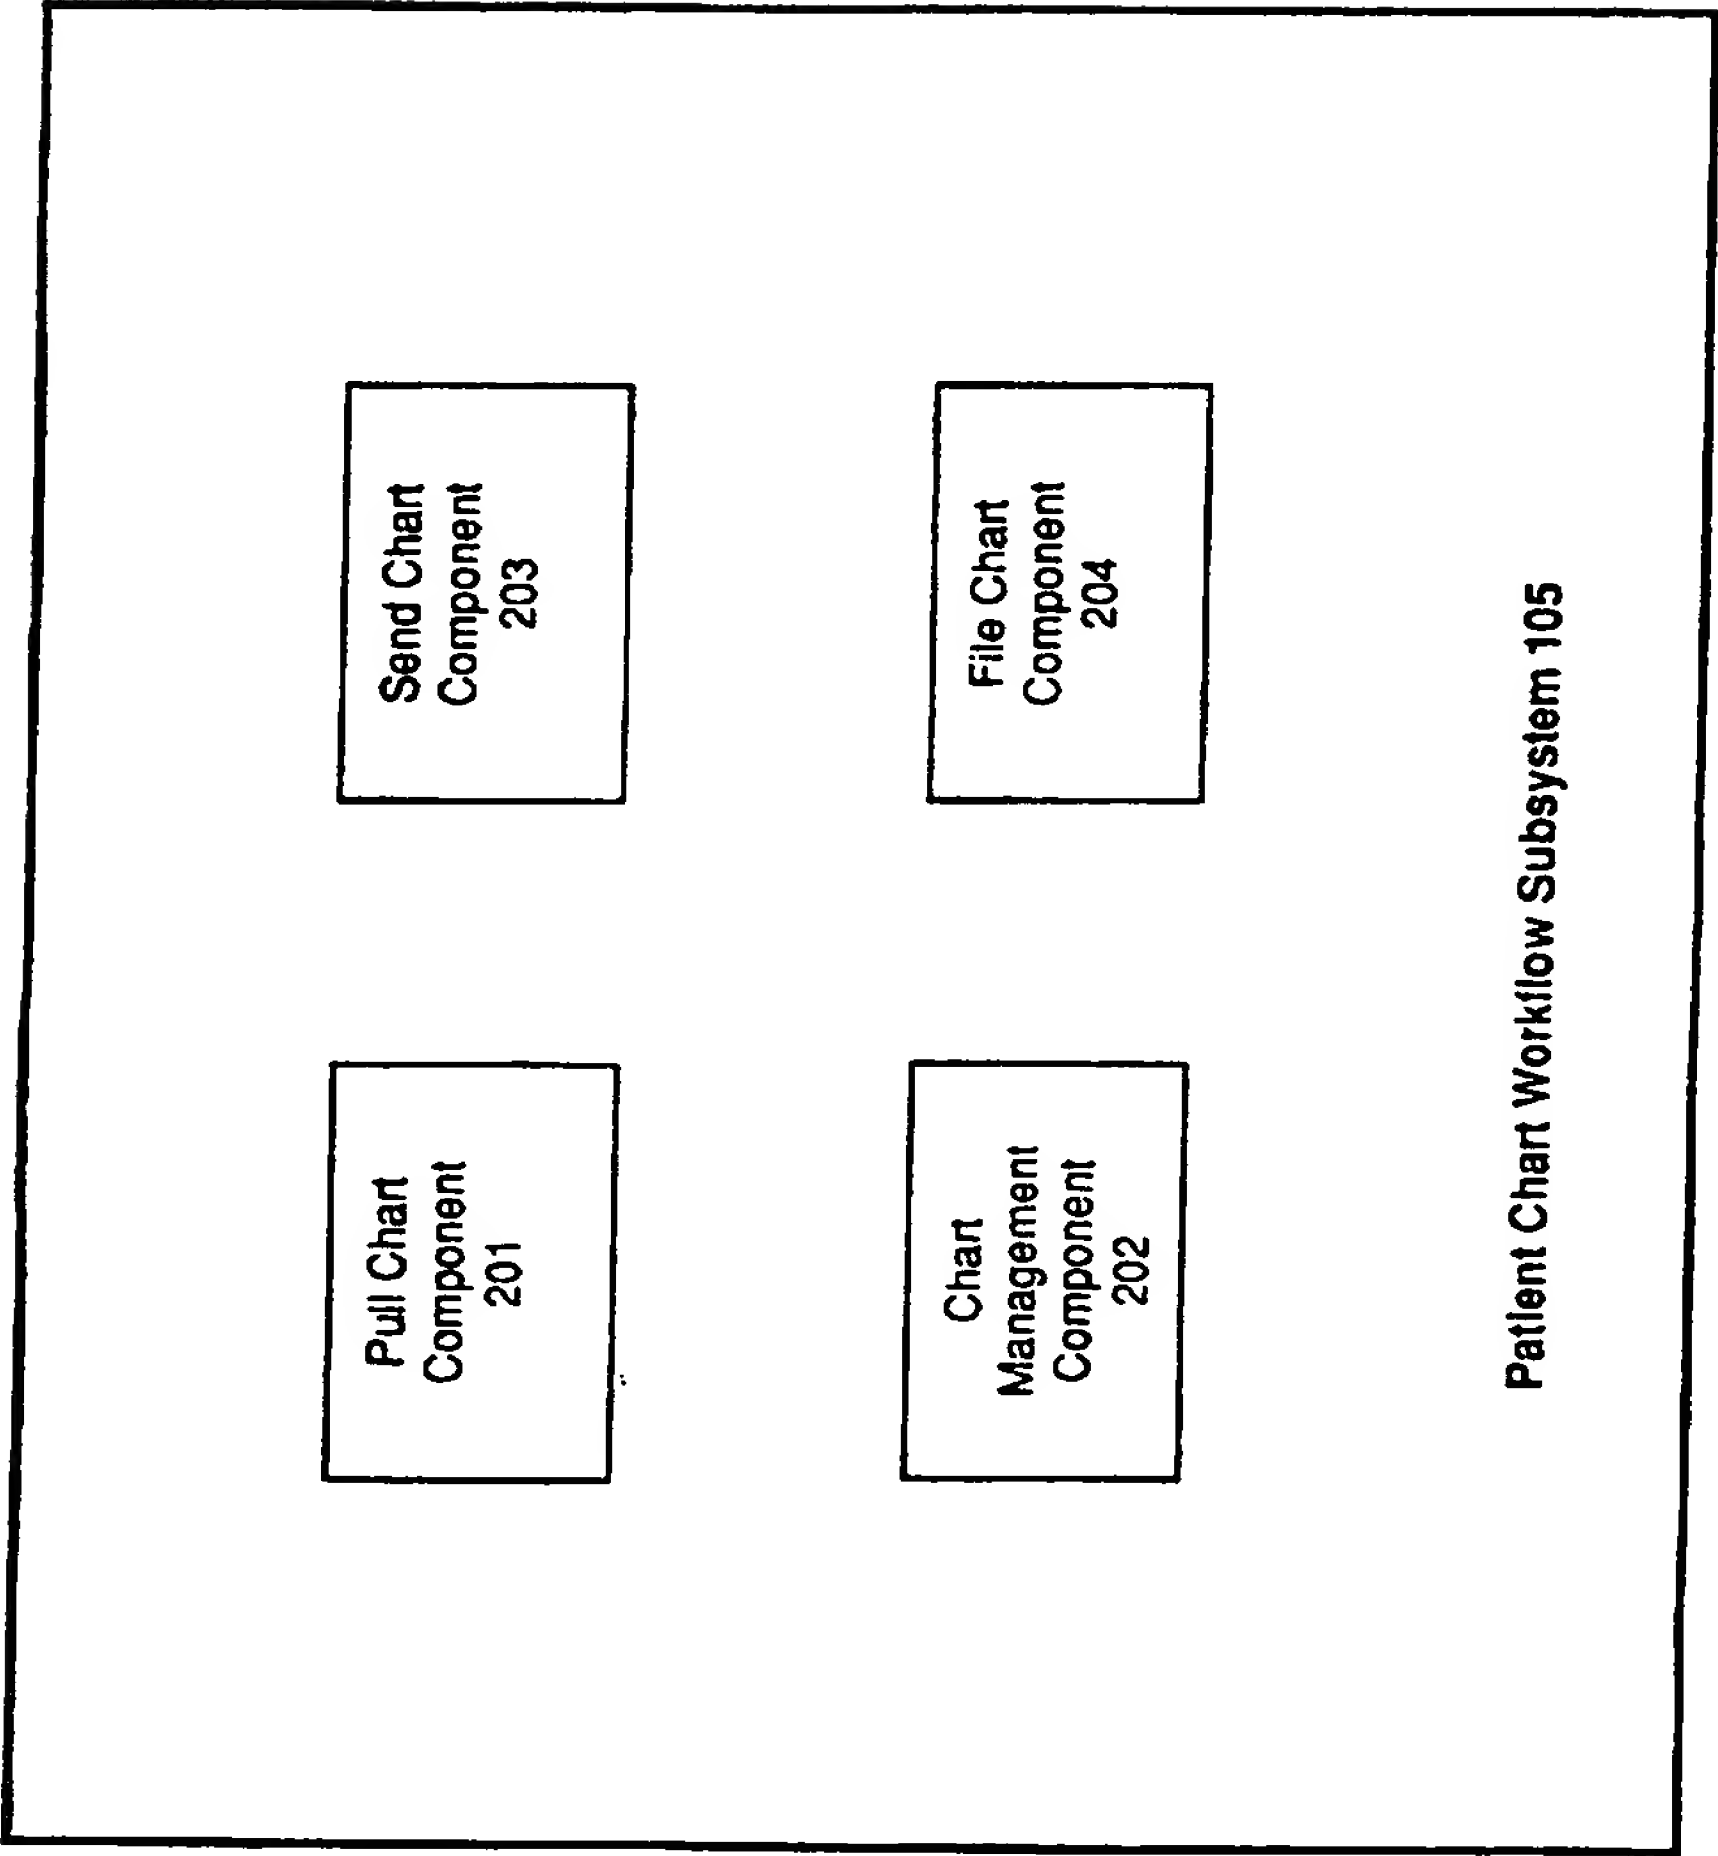 Pull Chart
Component
201
Send Chart
Component
203
Chart
Management
Component
202
File Chart
Component
204
Patient Chart Workflow Subsystem 105